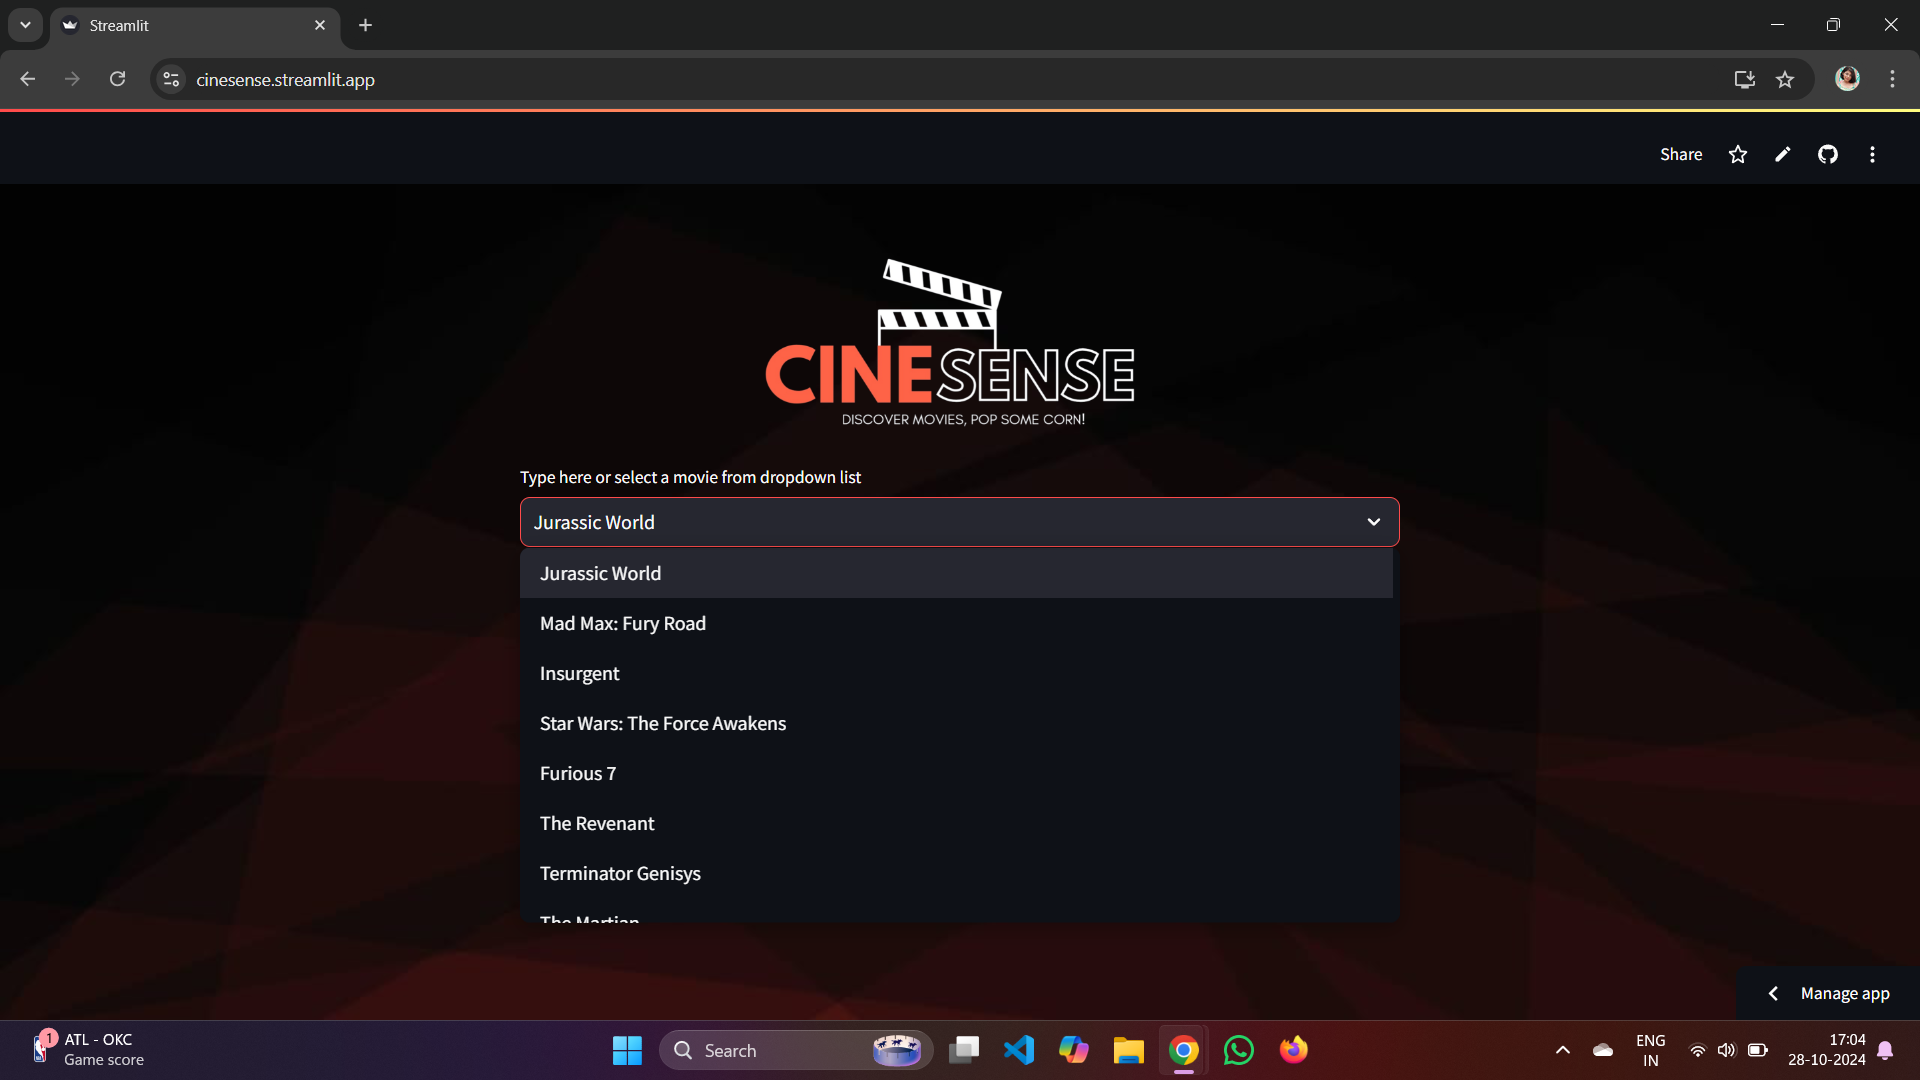 Streamlit
cinesense.streamlit.app
Share
CINESENSE
DISCOVER MOVIES, POP SOME CORN!
Type here or select a movie from dropdown list
Jurassic World
Jurassic World
Mad Max: Fury Road
Insurgent
Star Wars: The Force Awakens
Furious 7
The Revenant
Terminator Genisys
The Martian
Manage app
1
ATL - OKC
Game score
Search
ENG
IN
17:04
28-10-2024